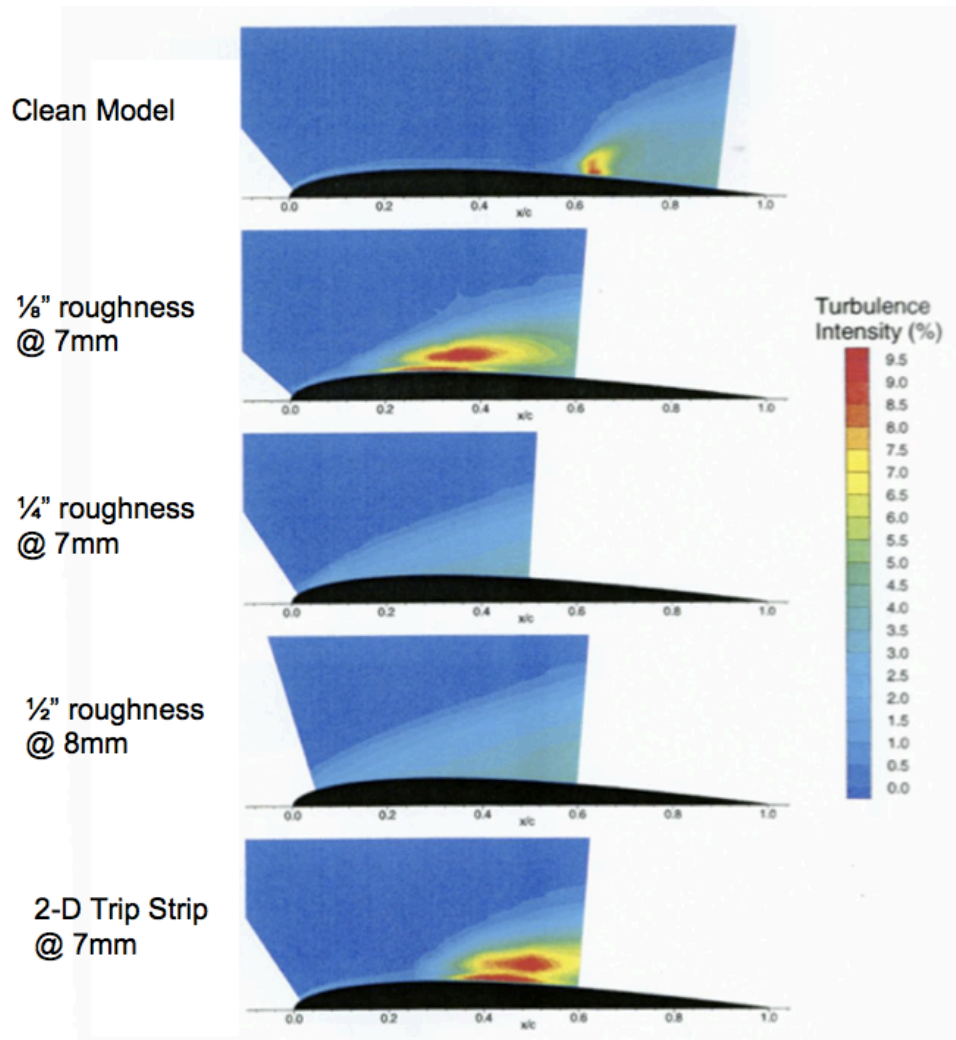 Clean Model
0.0 0.2 0.4 0.6 0.8 1.0
x/c
⅛” roughness
@ 7mm
0.0 0.2 0.4 0.6 0.8 1.0
x/c
¼” roughness
@ 7mm
0.0 0.2 0.4 0.6 0.8 1.0
x/c
½” roughness
@ 8mm
0.0 0.2 0.4 0.6 0.8 1.0
x/c
2-D Trip Strip
@ 7mm
0.0 0.2 0.4 0.6 0.8 1.0
x/c
Turbulence
Intensity (%)
9.5
9.0
8.5
8.0
7.5
7.0
6.5
6.0
5.5
5.0
4.5
4.0
3.5
3.0
2.5
2.0
1.5
1.0
0.5
0.0